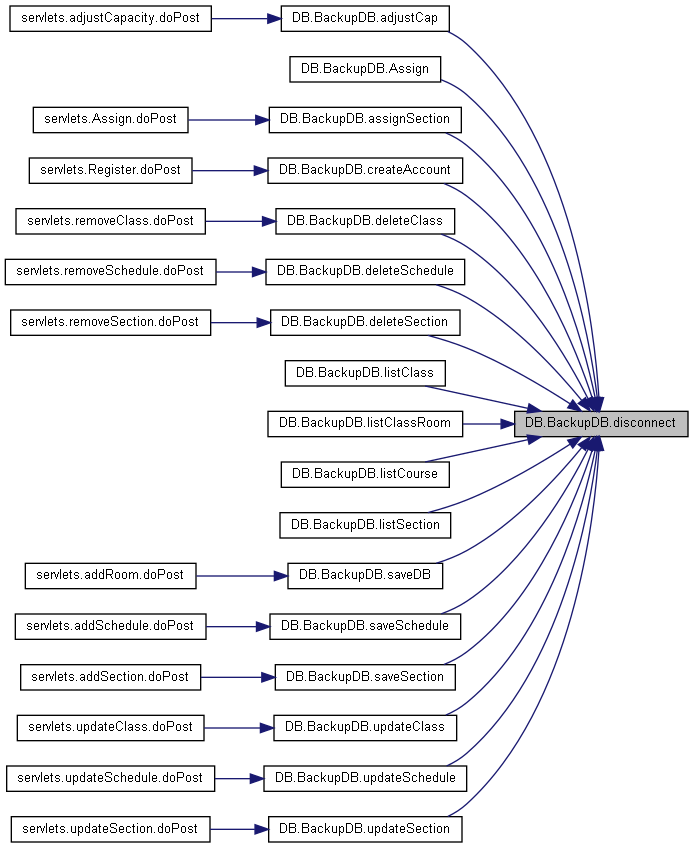 servlets.adjustCapacity.doPost
DB.BackupDB.adjustCap
DB.BackupDB.Assign
servlets.Assign.doPost
DB.BackupDB.assignSection
servlets.Register.doPost
DB.BackupDB.createAccount
servlets.removeClass.doPost
DB.BackupDB.deleteClass
servlets.removeSchedule.doPost
DB.BackupDB.deleteSchedule
servlets.removeSection.doPost
DB.BackupDB.deleteSection
DB.BackupDB.listClass
DB.BackupDB.listClassRoom
DB.BackupDB.disconnect
DB.BackupDB.listCourse
DB.BackupDB.listSection
servlets.addRoom.doPost
DB.BackupDB.saveDB
servlets.addSchedule.doPost
DB.BackupDB.saveSchedule
servlets.addSection.doPost
DB.BackupDB.saveSection
servlets.updateClass.doPost
DB.BackupDB.updateClass
servlets.updateSchedule.doPost
DB.BackupDB.updateSchedule
servlets.updateSection.doPost
DB.BackupDB.updateSection